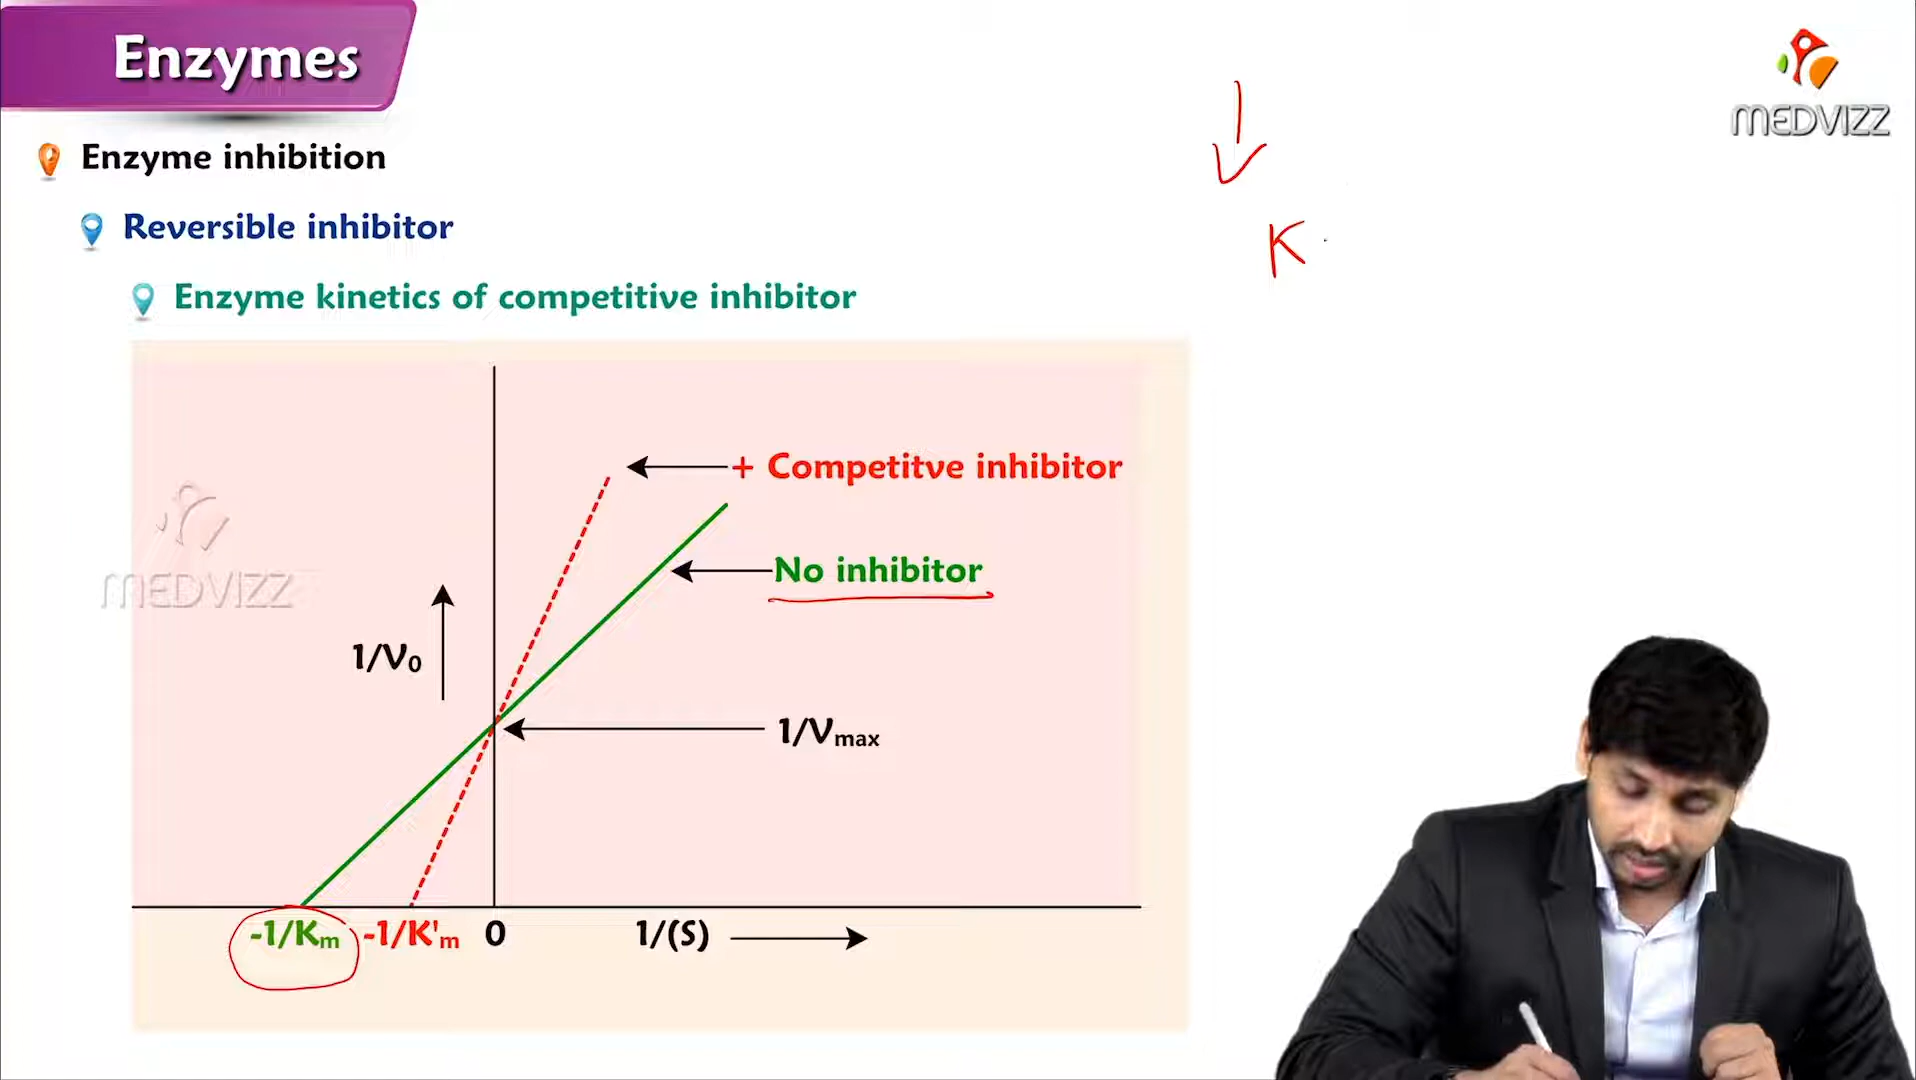 Enzymes
MEDVIZZ
Enzyme inhibition
Reversible inhibitor
K
Enzyme kinetics of competitive inhibitor
+ Competitve inhibitor
No inhibitor
MEDVIZZ
1/V₀
1/Vmax
-1/Km -1/K'm 0 1/(S)